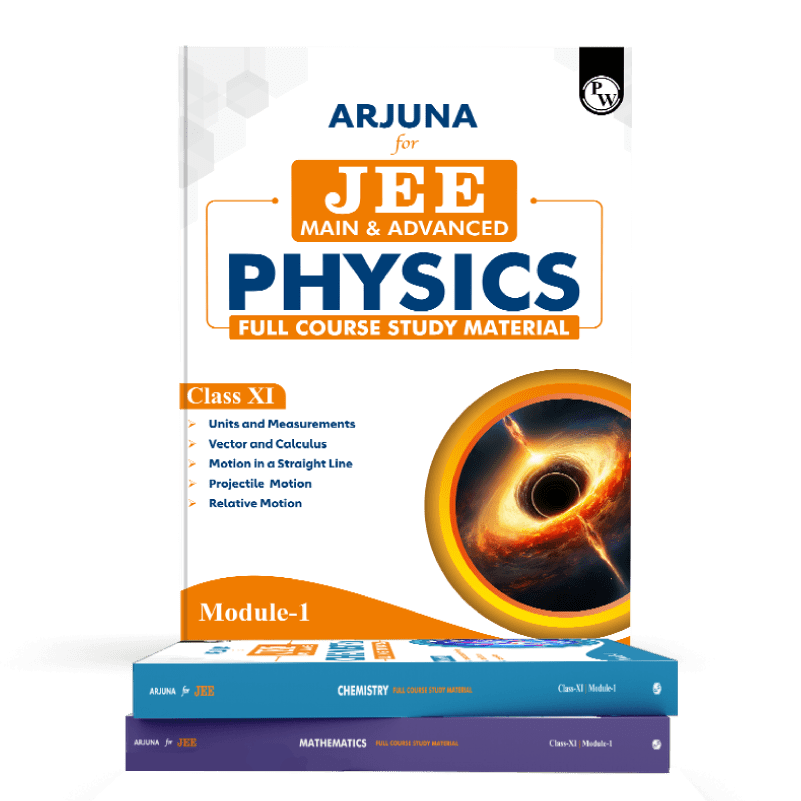 PW
ARJUNA
for
JEE
MAIN & ADVANCED
PHYSICS
FULL COURSE STUDY MATERIAL
Class XI
Units and Measurements
Vector and Calculus
Motion in a Straight Line
Projectile Motion
Relative Motion
Module-1
ARJUNA for JEE CHEMISTRY FULL COURSE STUDY MATERIAL Class-XI | Module-1
ARJUNA for JEE MATHEMATICS FULL COURSE STUDY MATERIAL Class-XI | Module-1